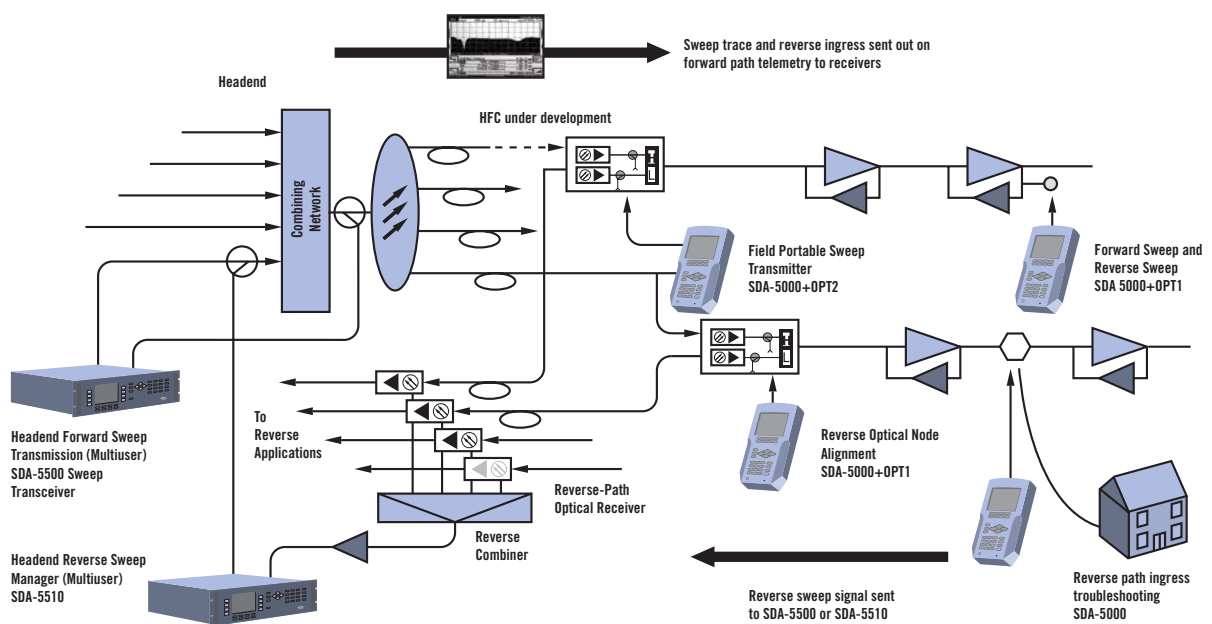 Sweep trace and reverse ingress sent out on
forward path telemetry to receivers
Headend
HFC under development
Combining
Network
H
L
Field Portable Sweep
Transmitter
SDA-5000+OPT2
Forward Sweep and
Reverse Sweep
SDA 5000+OPT1
H
L
To
Reverse
Applications
Headend Forward Sweep
Transmission (Multiuser)
SDA-5500 Sweep
Transceiver
Reverse Optical Node
Alignment
SDA-5000+OPT1
Reverse-Path
Optical Receiver
Reverse
Combiner
Headend Reverse Sweep
Manager (Multiuser)
SDA-5510
Reverse sweep signal sent
to SDA-5500 or SDA-5510
Reverse path ingress
troubleshooting
SDA-5000